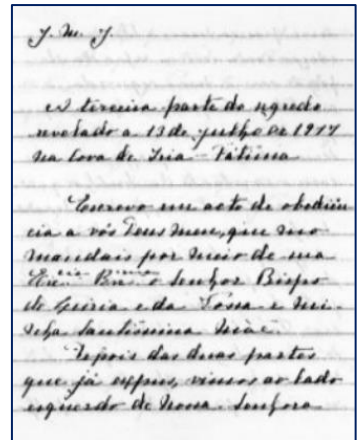 J. M. J.
A terceira parte do segredo
revelado a 13 de julho de 1917
na Cova de Iria - Fátima
Escrevo em acto de obediên
cia a vós Deus meu, que mo
mandais por meio de sua
Ex.cia Rev.ma o Senhor Bispo
de Leiria e da Vossa e mi
nha Santissima Mãe.
Depois das duas partes
que já expus, vimos ao lado
esquerdo de Nossa Senhora